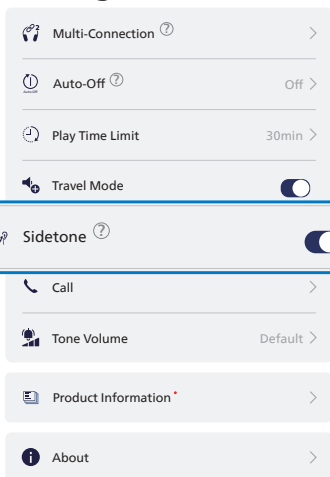 Multi-Connection ?
Auto-Off ? Off >
Play Time Limit 30min >
Travel Mode
Sidetone ?
Call
Tone Volume Default >
Product Information
About